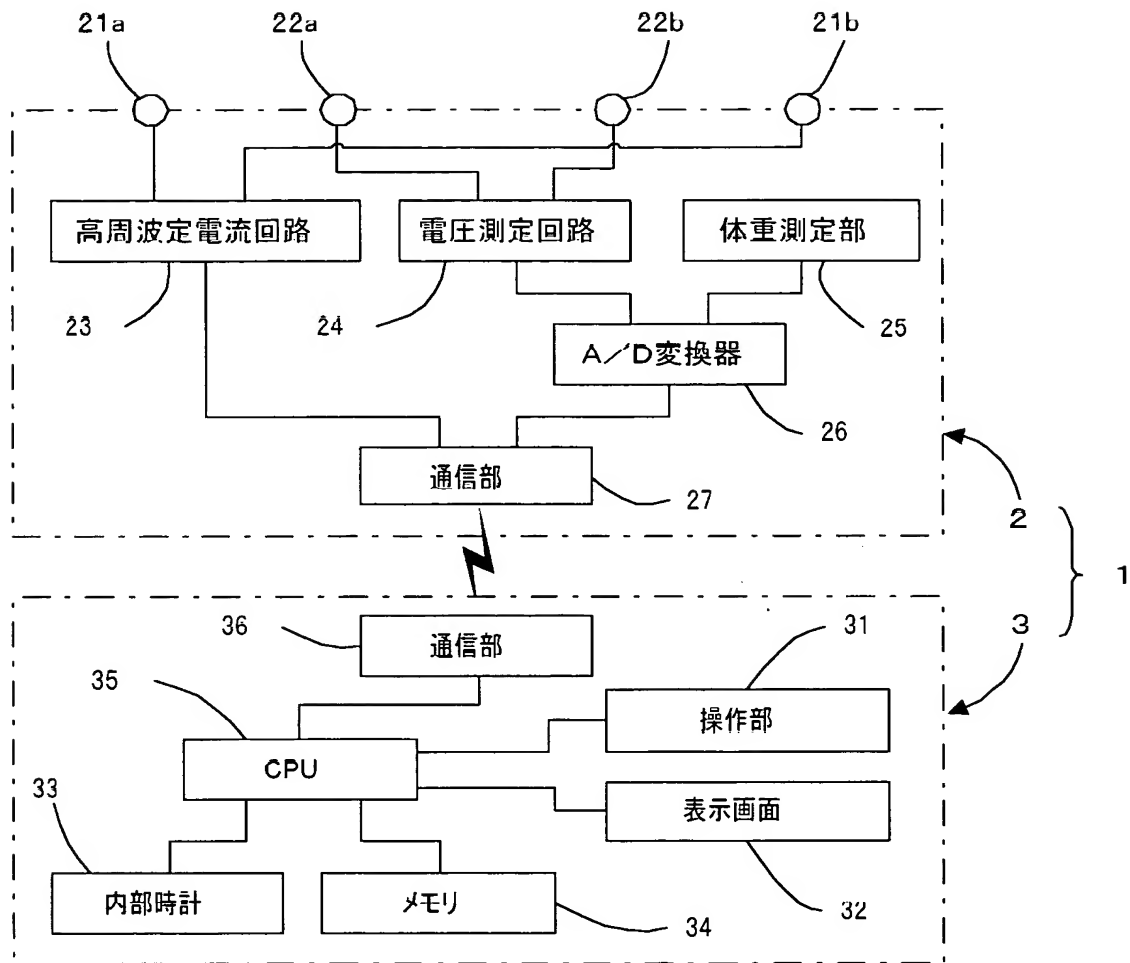 21a 22a 22b 21b
高周波定電流回路 電圧測定回路 体重測定部
23 24 25
A/D変換器
26
通信部
27
2
1
3
36 通信部 31
35 操作部
CPU
33 表示画面
内部時計 メモリ 34 32